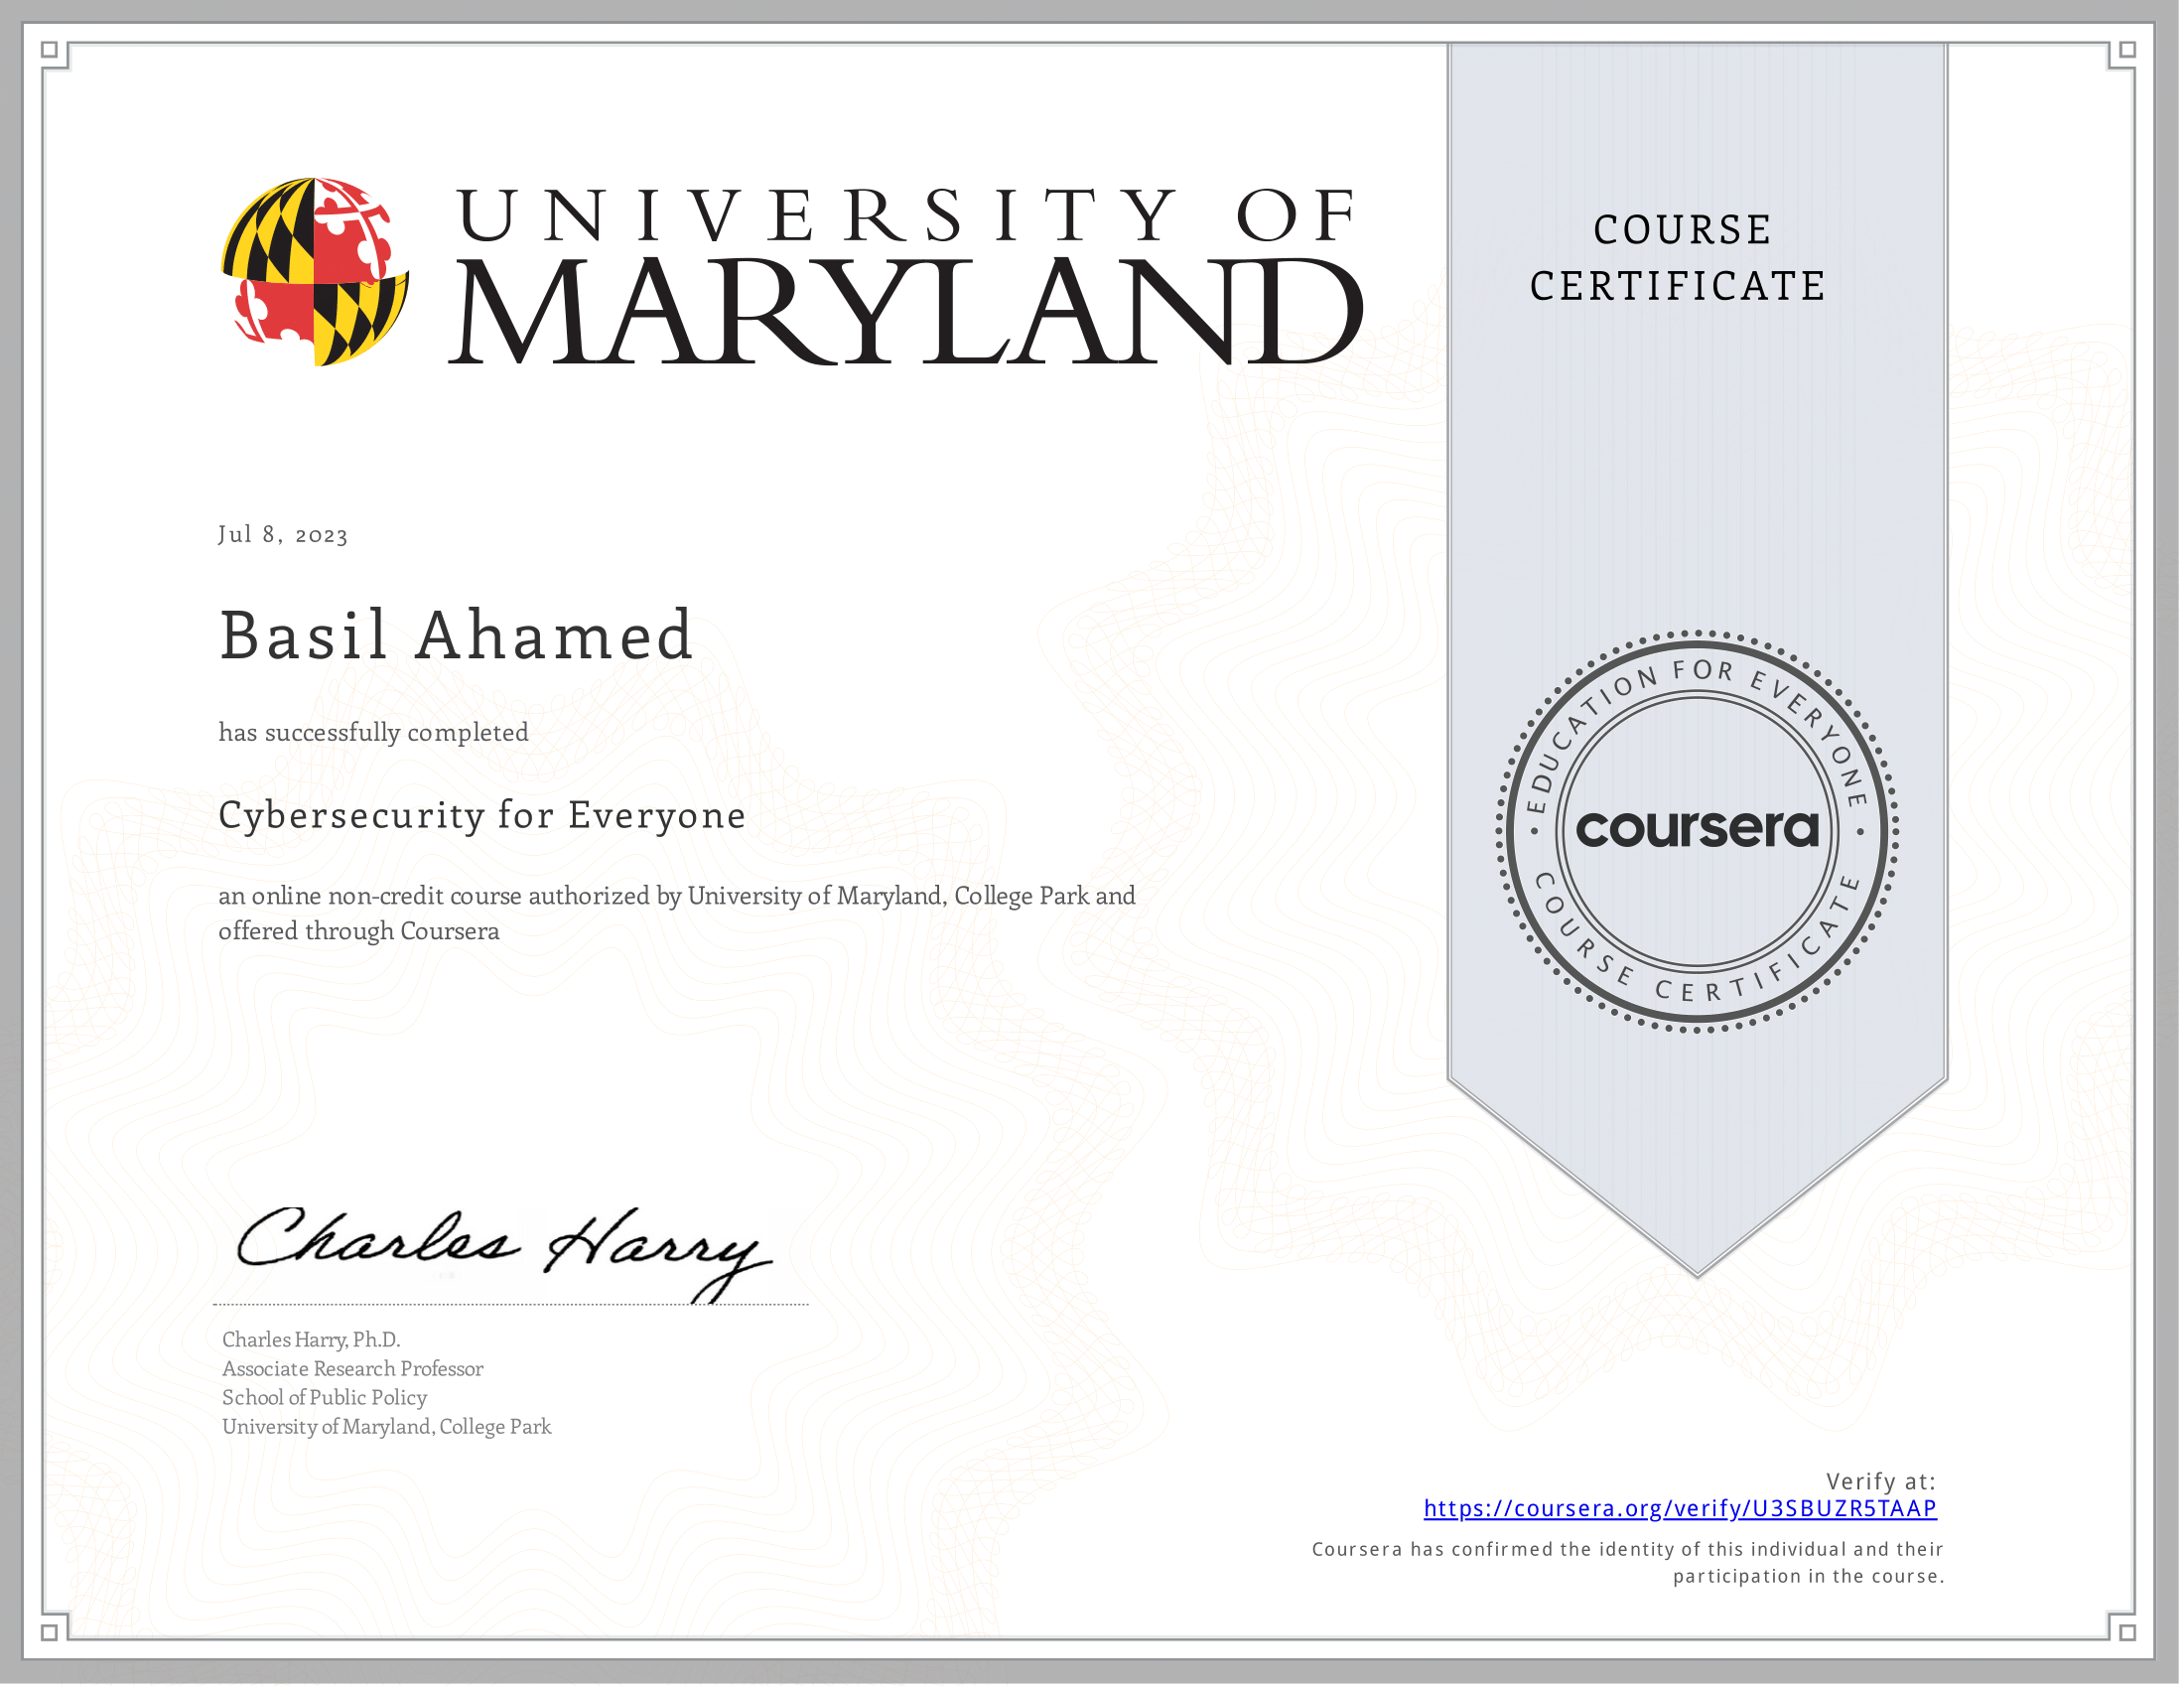 UNIVERSITY OF
MARYLAND
COURSE
CERTIFICATE
Jul 8, 2023
Basil Ahamed
has successfully completed
Cybersecurity for Everyone
an online non-credit course authorized by University of Maryland, College Park and
offered through Coursera
EDUCATION FOR EVERYONE
coursera
COURSE CERTIFICATE
Charles Harry
Charles Harry, Ph.D.
Associate Research Professor
School of Public Policy
University of Maryland, College Park
Verify at:
https://coursera.org/verify/U3SBUZR5TAAP
Coursera has confirmed the identity of this individual and their
participation in the course.